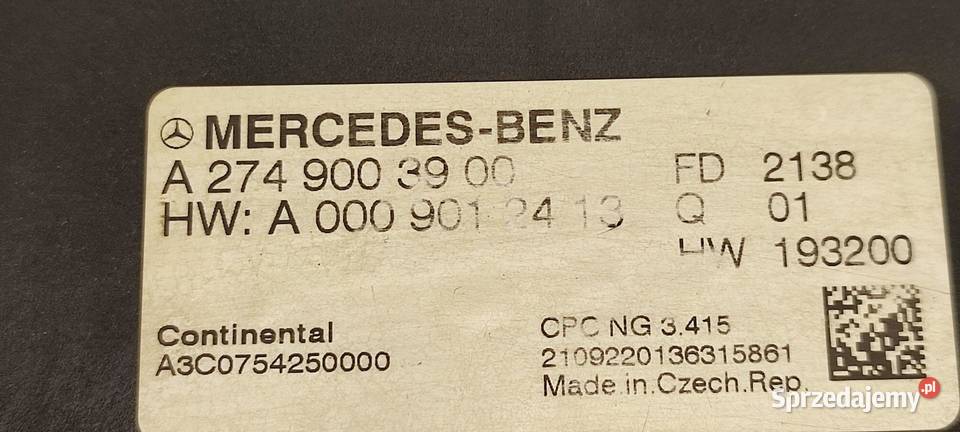 MERCEDES-BENZ
A 274 900 39 00
HW: A 000 901 24 13
FD 2138
Q 01
HW 193200
Continental
A3C0754250000
CPC NG 3.415
2109220136315861
Made in.Czech.Rep.
Sprzedajemy.pl